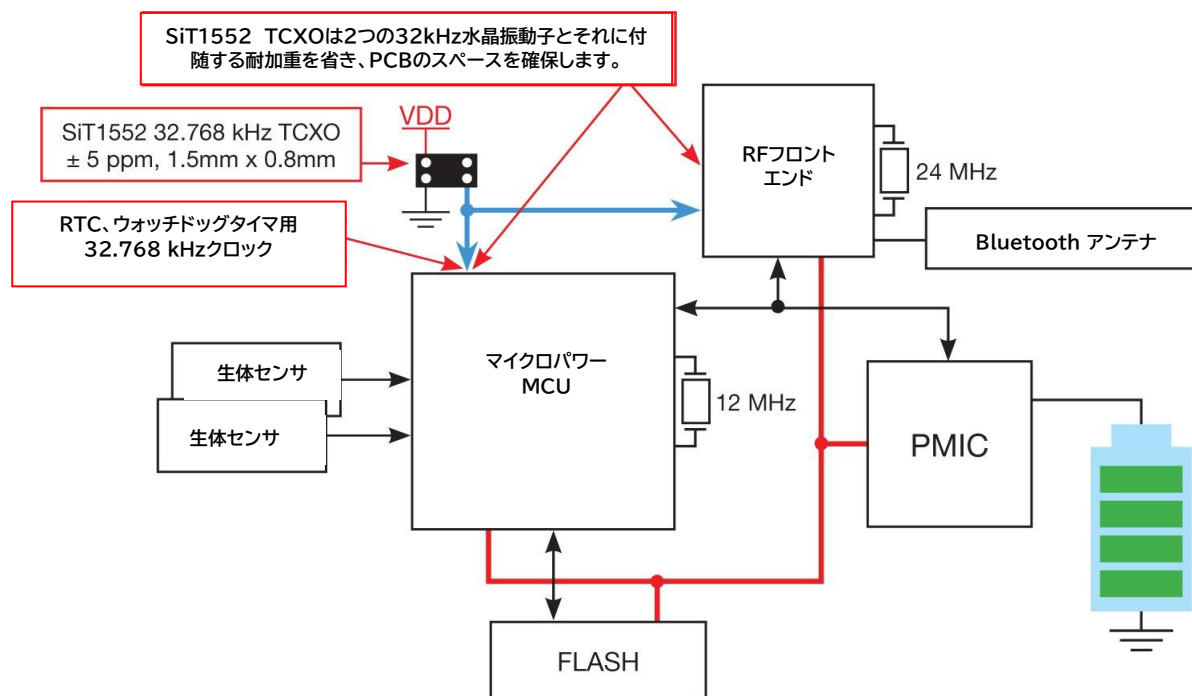 SiT1552 TCXOは2つの32kHz水晶振動子とそれに付
随する耐加重を省き、PCBのスペースを確保します。
VDD
SiT1552 32.768 kHz TCXO
± 5 ppm, 1.5mm x 0.8mm
RFフロント
エンド
24 MHz
RTC、ウォッチドッグタイマ用
32.768 kHzクロック
Bluetooth アンテナ
マイクロパワー
MCU
12 MHz
生体センサ
生体センサ
PMIC
FLASH